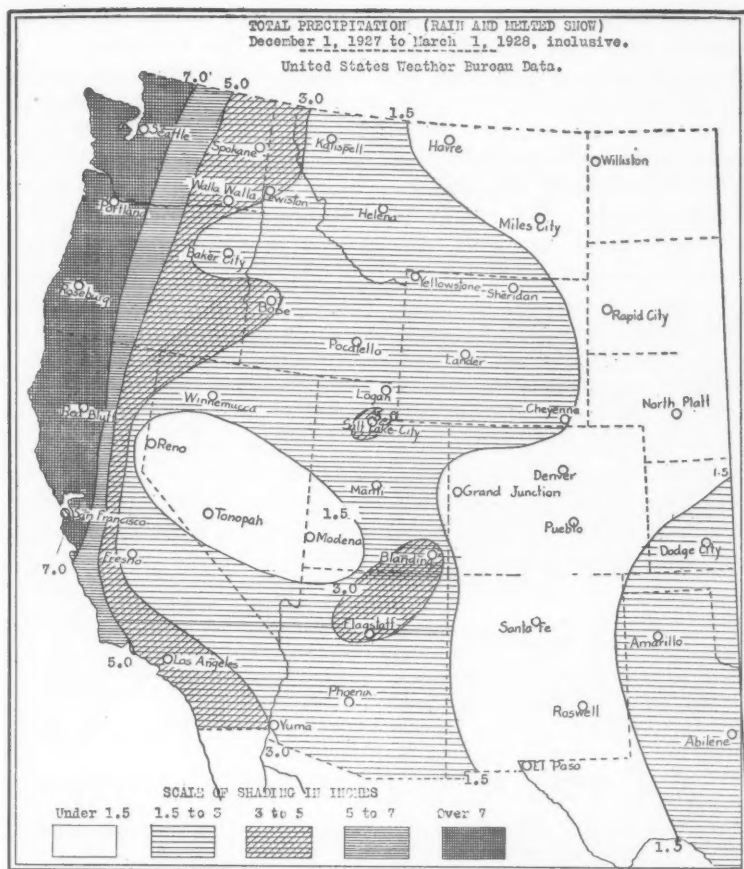 TOTAL PRECIPITATION (RAIN AND MELTED SNOW)
December 1, 1927 to March 1, 1928, inclusive.
United States Weather Bureau Data.
7.0
5.0
3.0
1.5
Seattle
Spokane
Kalispell
Havre
Williston
Portland
Walla Walla
Lewiston
Helena
Miles City
Baker City
Roseburg
Boise
Yellowstone
Sheridan
Rapid City
Pocatello
Lander
Red Bluf
Winnemucca
Logan
Salt Lake City
Cheyenne
North Platt
Reno
Denver
1.5
Manti
Grand Junction
San Francisco
Tonopah
1.5
Pueblo
Modena
Dodge City
7.0
Fresno
Blanding
3.0
Flagstaff
Santa Fe
Amarillo
5.0
Los Angeles
Phoenix
Roswell
Yuma
Abilene
3.0
El Paso
1.5
SCALE OF SHADING IN INCHES
Under 1.5
1.5 to 3
3 to 5
5 to 7
Over 7
1.5